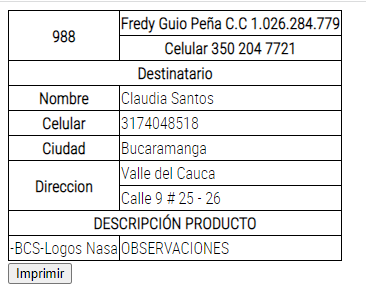 988
Fredy Guio Peña C.C 1.026.284.779
Celular 350 204 7721
Destinatario
Nombre Claudia Santos
Celular 3174048518
Ciudad Bucaramanga
Direccion
Valle del Cauca
Calle 9 # 25 - 26
DESCRIPCIÓN PRODUCTO
-BCS-Logos Nasa OBSERVACIONES
Imprimir